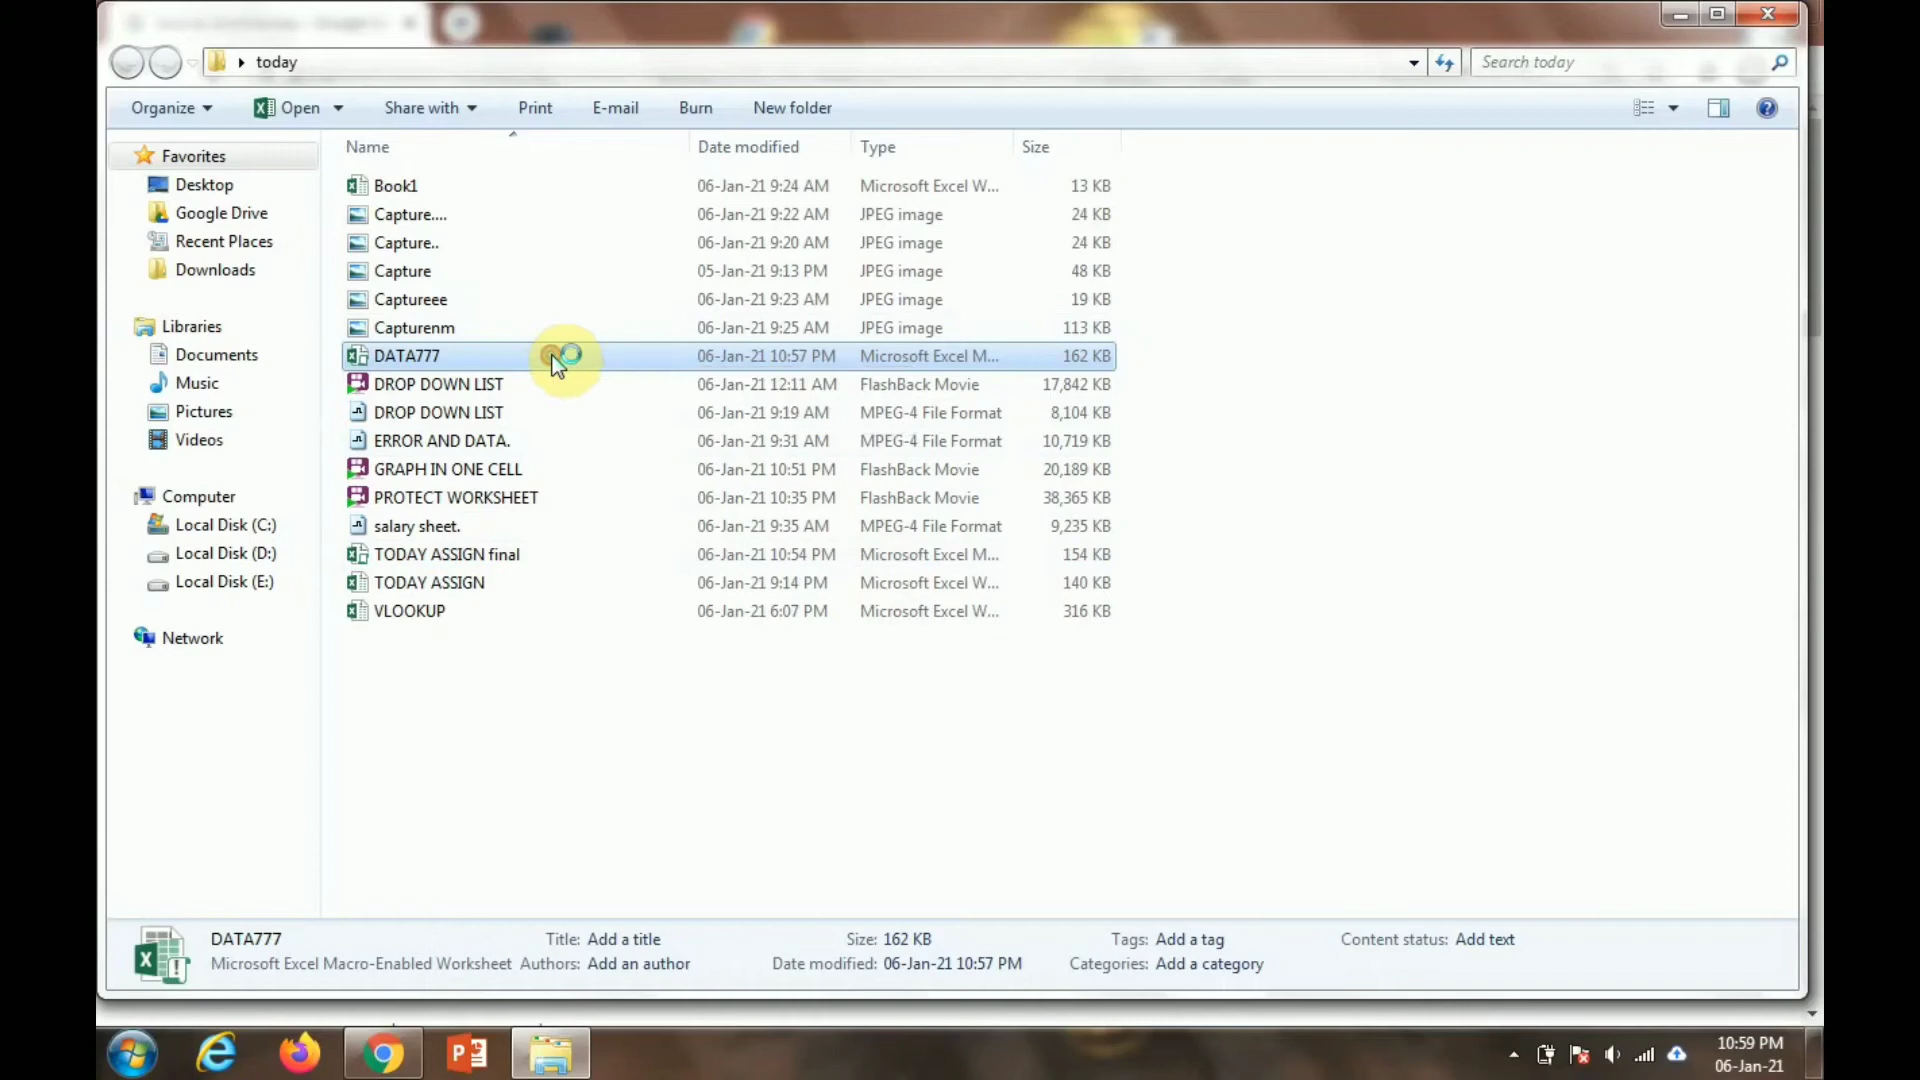 today
Search today
Organize Open Share with Print E-mail Burn New folder
Name Date modified Type Size
Favorites
Desktop
Google Drive
Recent Places
Downloads
Libraries
Documents
Music
Pictures
Videos
Computer
Local Disk (C:)
Local Disk (D:)
Local Disk (E:)
Network
Book1 06-Jan-21 9:24 AM Microsoft Excel W... 13 KB
Capture.... 06-Jan-21 9:22 AM JPEG image 24 KB
Capture.. 06-Jan-21 9:20 AM JPEG image 24 KB
Capture 05-Jan-21 9:13 PM JPEG image 48 KB
Captureee 06-Jan-21 9:23 AM JPEG image 19 KB
Capturenm 06-Jan-21 9:25 AM JPEG image 113 KB
DATA777 06-Jan-21 10:57 PM Microsoft Excel M... 162 KB
DROP DOWN LIST 06-Jan-21 12:11 AM FlashBack Movie 17,842 KB
DROP DOWN LIST 06-Jan-21 9:19 AM MPEG-4 File Format 8,104 KB
ERROR AND DATA. 06-Jan-21 9:31 AM MPEG-4 File Format 10,719 KB
GRAPH IN ONE CELL 06-Jan-21 10:51 PM FlashBack Movie 20,189 KB
PROTECT WORKSHEET 06-Jan-21 10:35 PM FlashBack Movie 38,365 KB
salary sheet. 06-Jan-21 9:35 AM MPEG-4 File Format 9,235 KB
TODAY ASSIGN final 06-Jan-21 10:54 PM Microsoft Excel M... 154 KB
TODAY ASSIGN 06-Jan-21 9:14 PM Microsoft Excel W... 140 KB
VLOOKUP 06-Jan-21 6:07 PM Microsoft Excel W... 316 KB
DATA777 Title: Add a title Size: 162 KB Tags: Add a tag Content status: Add text
Microsoft Excel Macro-Enabled Worksheet Authors: Add an author Date modified: 06-Jan-21 10:57 PM Categories: Add a category
10:59 PM
06-Jan-21